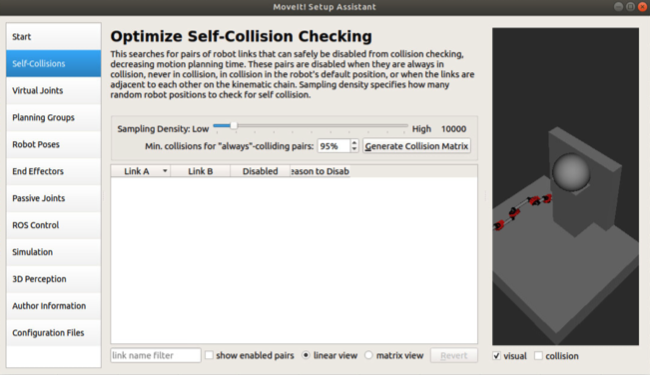 MoveIt! Setup Assistant
Start
Self-Collisions
Virtual Joints
Planning Groups
Robot Poses
End Effectors
Passive Joints
ROS Control
Simulation
3D Perception
Author Information
Configuration Files
Optimize Self-Collision Checking
This searches for pairs of robot links that can safely be disabled from collision checking,
decreasing motion planning time. These pairs are disabled when they are always in
collision, never in collision, in collision in the robot's default position, or when the links are
adjacent to each other on the kinematic chain. Sampling density specifies how many
random robot positions to check for self collision.
Sampling Density: Low High 10000
Min. collisions for "always"-colliding pairs: 95% Generate Collision Matrix
Link A Link B Disabled eason to Disab
link name filter show enabled pairs linear view matrix view Revert
visual collision